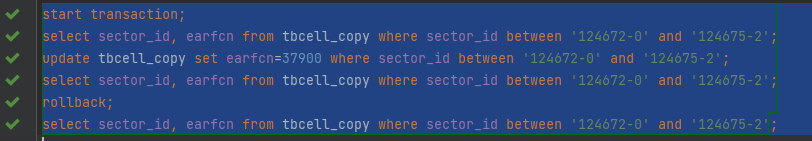 start transaction;
select sector_id, earfcn from tbcell_copy where sector_id between '124672-0' and '124675-2';
update tbcell_copy set earfcn=37900 where sector_id between '124672-0' and '124675-2';
select sector_id, earfcn from tbcell_copy where sector_id between '124672-0' and '124675-2';
rollback;
select sector_id, earfcn from tbcell_copy where sector_id between '124672-0' and '124675-2';